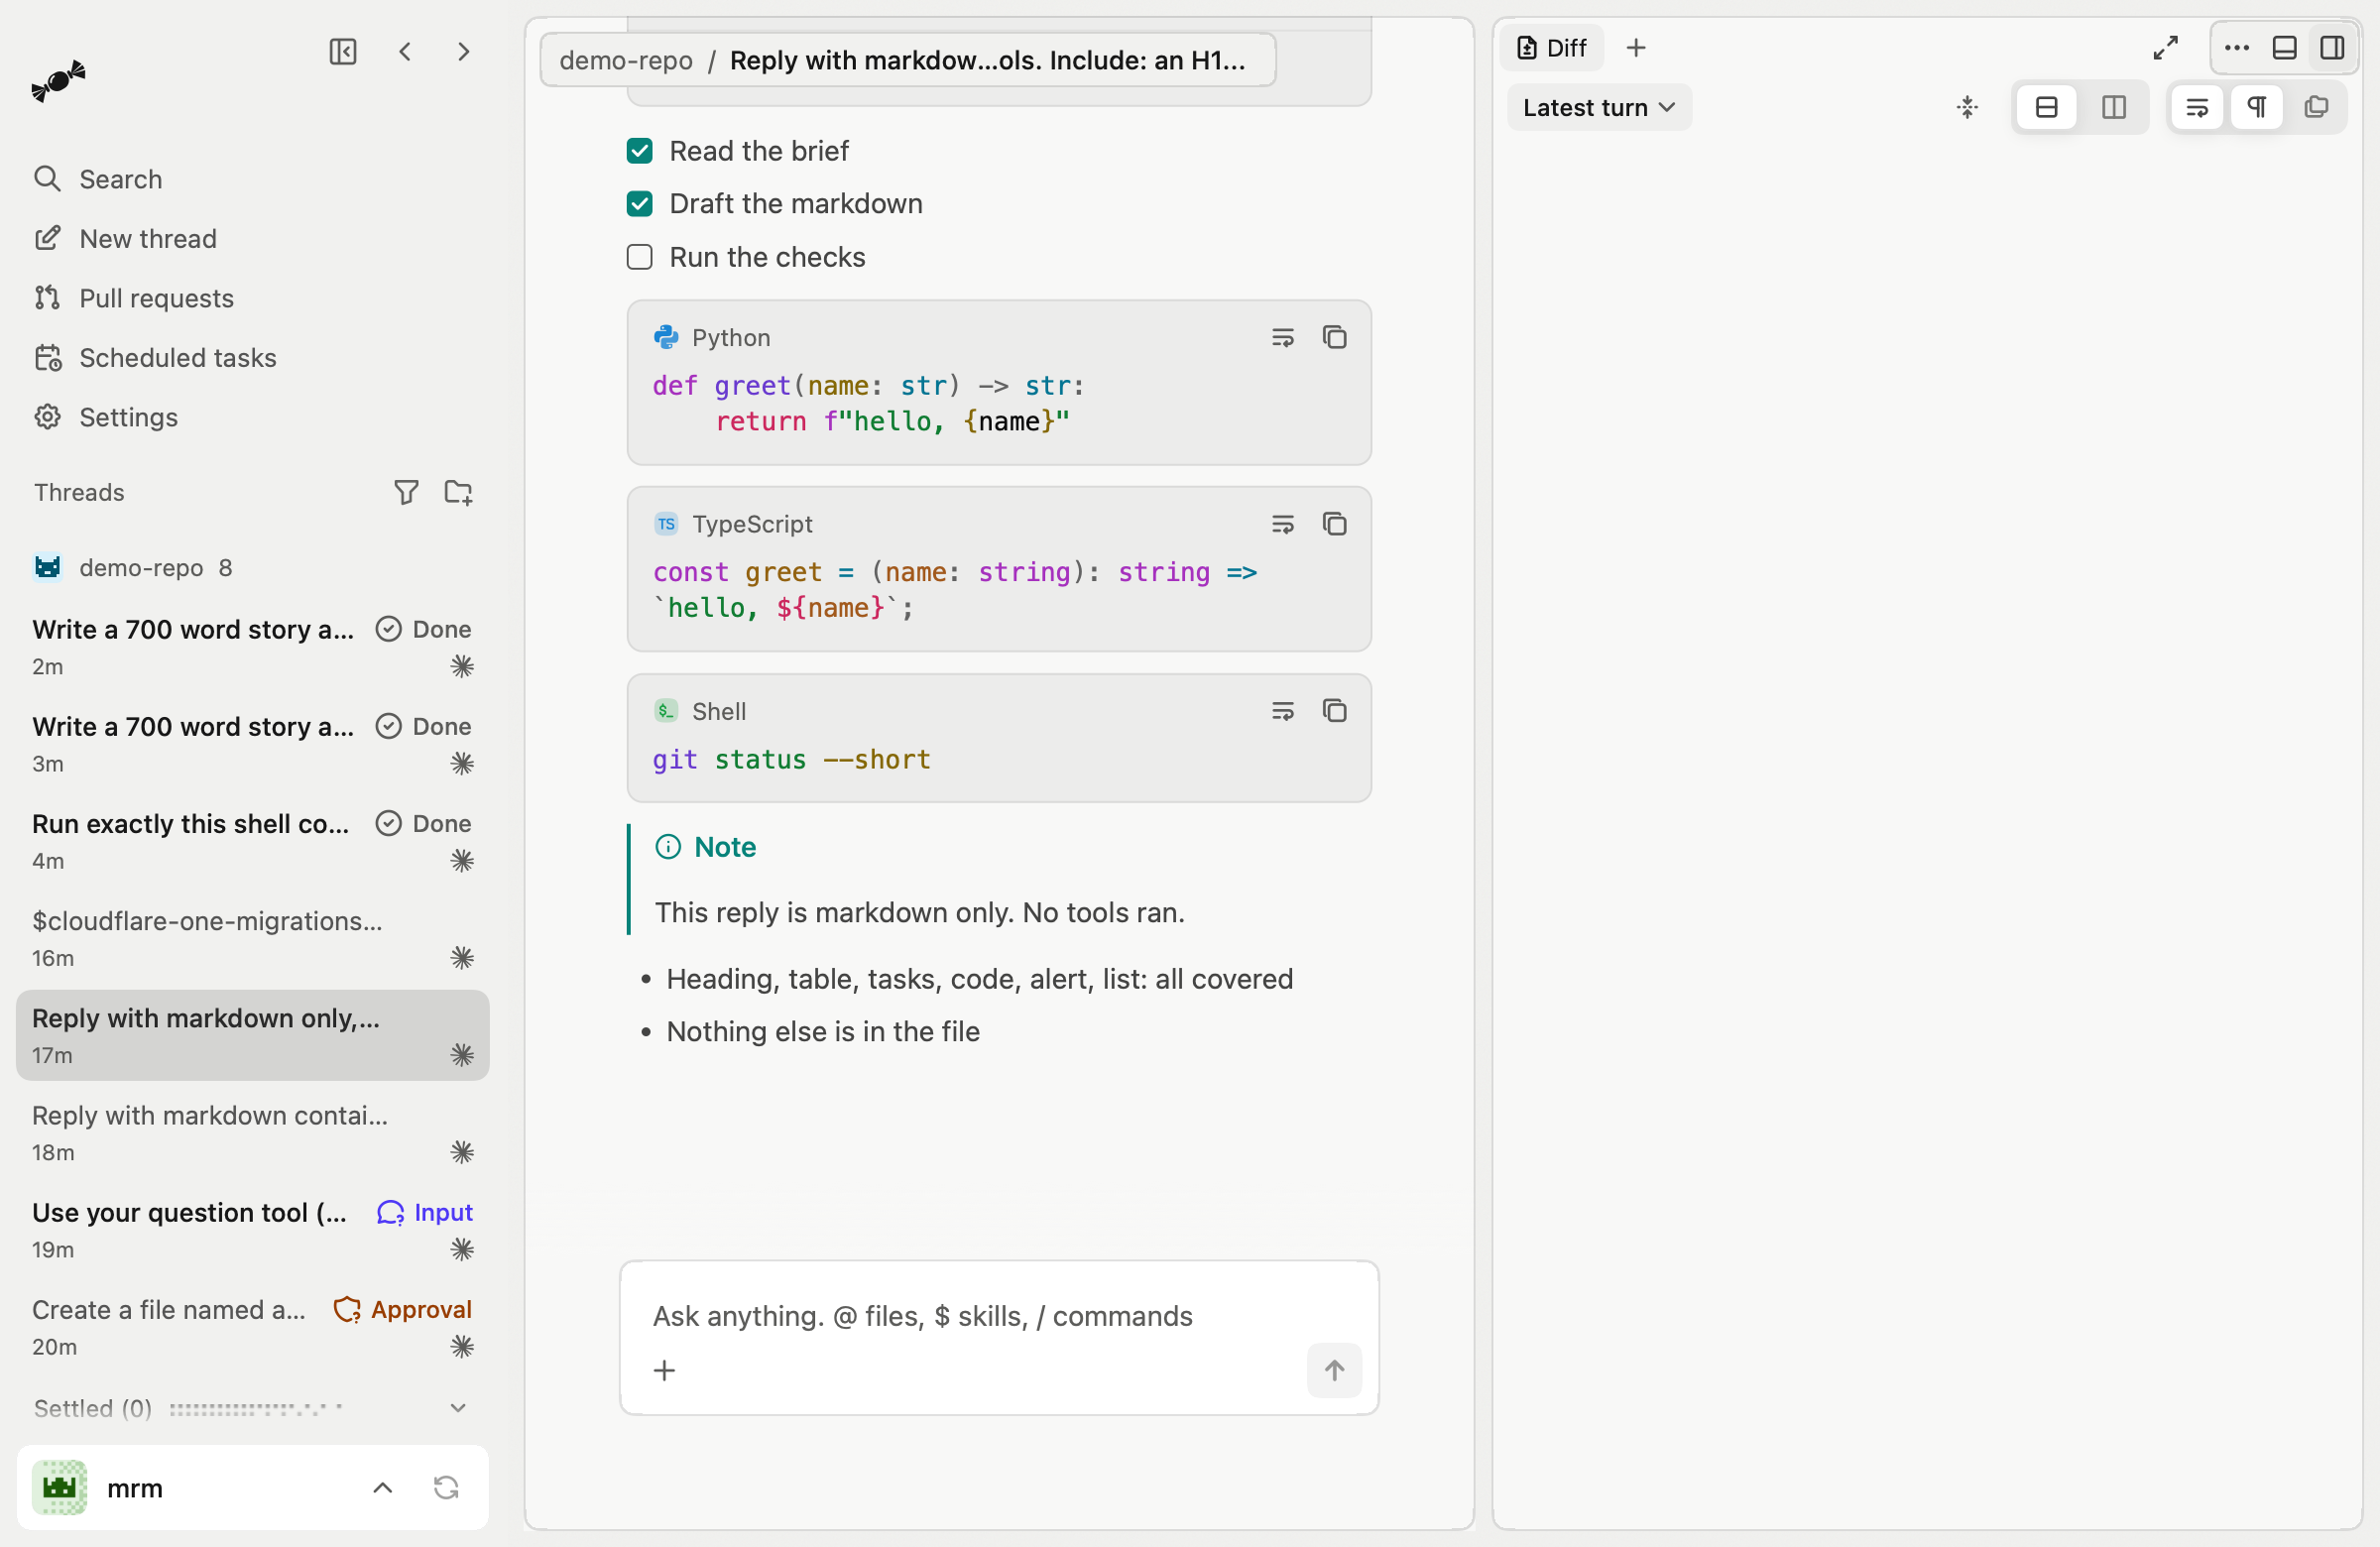 Search
New thread
Pull requests
Scheduled tasks
Settings
Threads
demo-repo 8
Write a 700 word story a... Done
2m
Write a 700 word story a... Done
3m
Run exactly this shell co... Done
4m
$cloudflare-one-migrations...
16m
Reply with markdown only,...
17m
Reply with markdown contai...
18m
Use your question tool (... Input
19m
Create a file named a... Approval
20m
Settled (0)
mrm
demo-repo / Reply with markdow...ols. Include: an H1...
Read the brief
Draft the markdown
Run the checks
Python
def greet(name: str) -> str:
    return f"hello, {name}"
TS TypeScript
const greet = (name: string): string =>
`hello, ${name}`;
$_ Shell
git status --short
Note
This reply is markdown only. No tools ran.
• Heading, table, tasks, code, alert, list: all covered
• Nothing else is in the file
Ask anything. @ files, $ skills, / commands
Diff
Latest turn